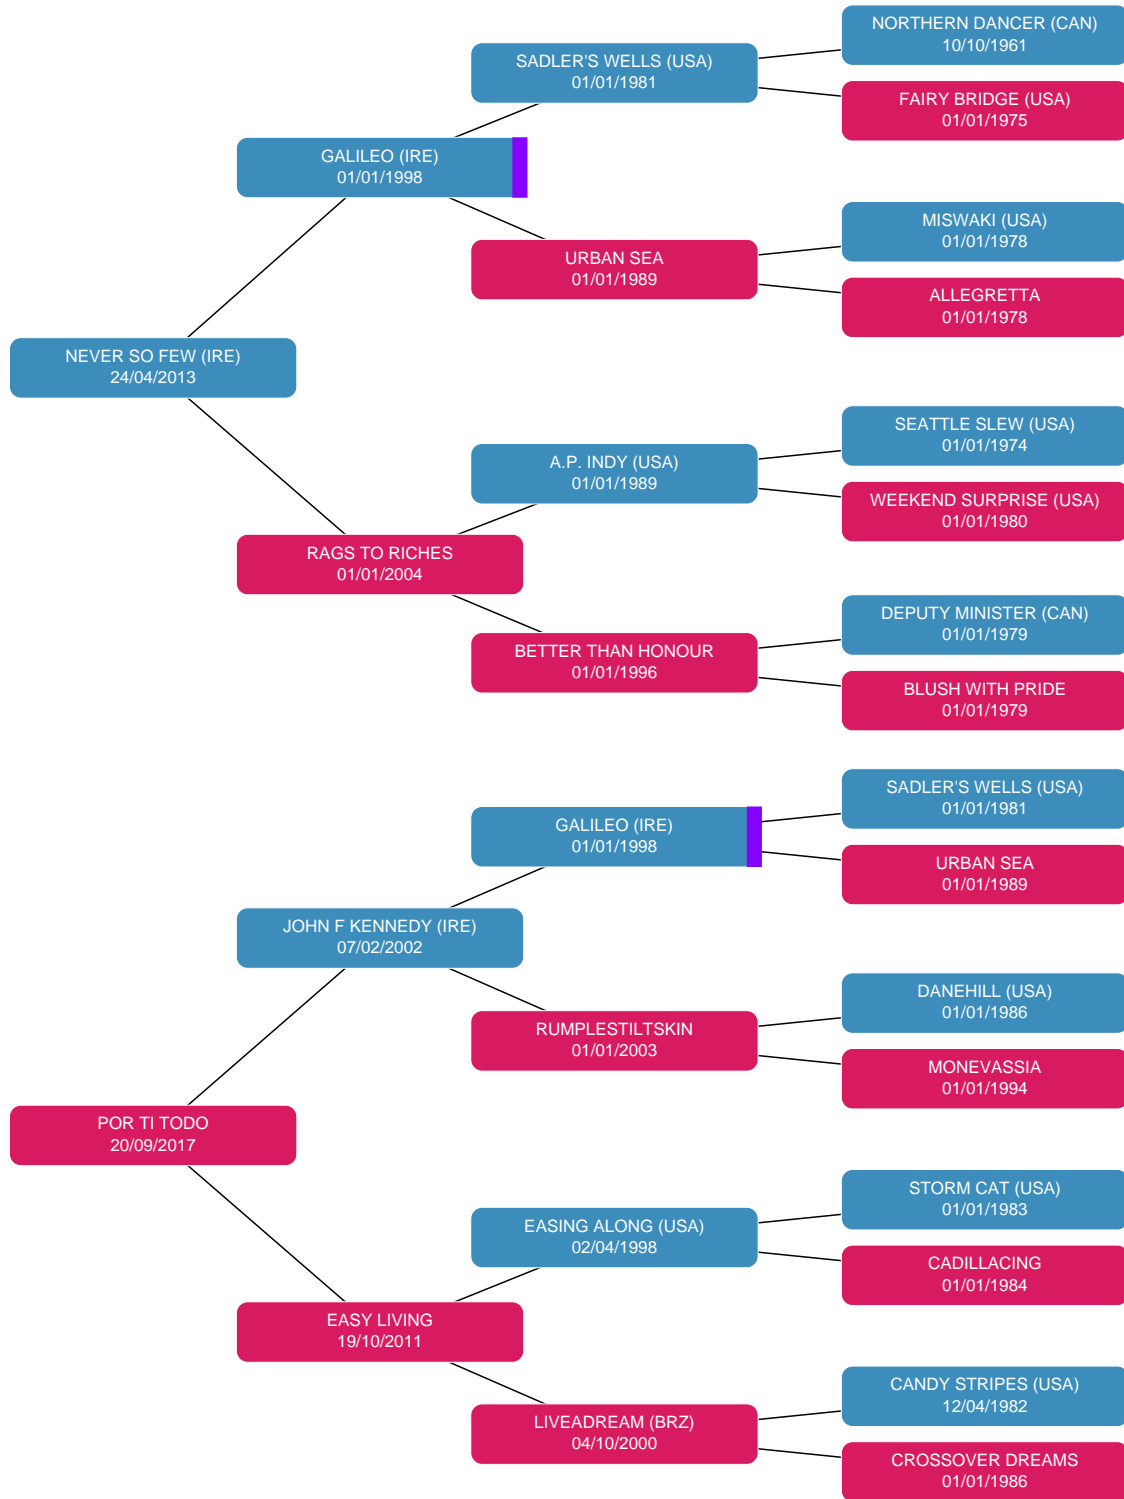 NORTHERN DANCER (CAN)
10/10/1961
SADLER'S WELLS (USA)
01/01/1981
FAIRY BRIDGE (USA)
01/01/1975
GALILEO (IRE)
01/01/1998
MISWAKI (USA)
01/01/1978
URBAN SEA
01/01/1989
ALLEGRETTA
01/01/1978
NEVER SO FEW (IRE)
24/04/2013
SEATTLE SLEW (USA)
01/01/1974
A.P. INDY (USA)
01/01/1989
WEEKEND SURPRISE (USA)
01/01/1980
RAGS TO RICHES
01/01/2004
DEPUTY MINISTER (CAN)
01/01/1979
BETTER THAN HONOUR
01/01/1996
BLUSH WITH PRIDE
01/01/1979
SADLER'S WELLS (USA)
01/01/1981
GALILEO (IRE)
01/01/1998
URBAN SEA
01/01/1989
JOHN F KENNEDY (IRE)
07/02/2002
DANEHILL (USA)
01/01/1986
RUMPLESTILTSKIN
01/01/2003
MONEVASSIA
01/01/1994
POR TI TODO
20/09/2017
STORM CAT (USA)
01/01/1983
EASING ALONG (USA)
02/04/1998
CADILLACING
01/01/1984
EASY LIVING
19/10/2011
CANDY STRIPES (USA)
12/04/1982
LIVEADREAM (BRZ)
04/10/2000
CROSSOVER DREAMS
01/01/1986